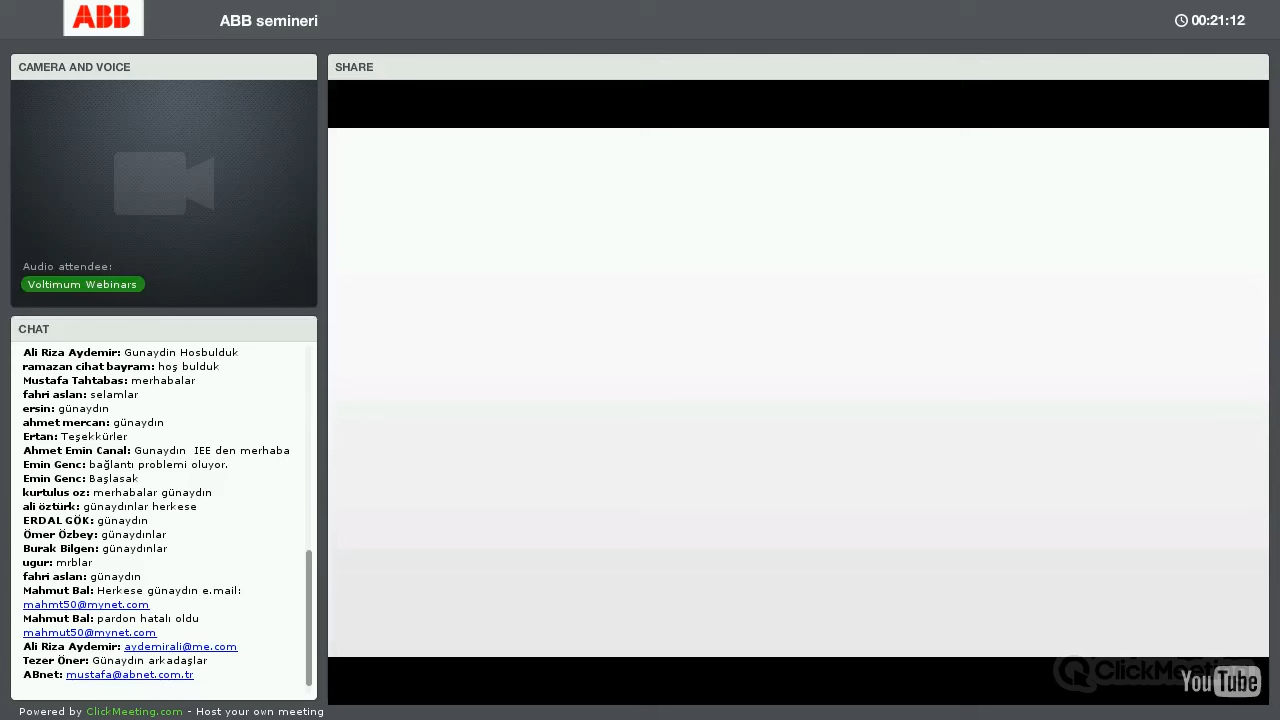 ABB
ABB semineri
00:21:12
CAMERA AND VOICE
SHARE
Audio attendee:
Voltimum Webinars
CHAT
Ali Riza Aydemir: Gunaydin Hosbulduk
ramazan cihat bayram: hoş bulduk
Mustafa Tahtabas: merhabalar
fahri aslan: selamlar
ersin: günaydın
ahmet mercan: günaydın
Ertan: Teşekkürler
Ahmet Emin Canal: Gunaydın  IEE den merhaba
Emin Genc: bağlantı problemi oluyor.
Emin Genc: Başlasak
kurtulus oz: merhabalar günaydın
ali öztürk: günaydınlar herkese
ERDAL GÖK: günaydın
Ömer Özbey: günaydınlar
Burak Bilgen: günaydınlar
ugur: mrblar
fahri aslan: günaydın
Mahmut Bal: Herkese günaydın e.mail:
mahmt50@mynet.com
Mahmut Bal: pardon hatalı oldu
mahmut50@mynet.com
Ali Riza Aydemir: aydemirali@me.com
Tezer Öner: Günaydın arkadaşlar
ABnet: mustafa@abnet.com.tr
ClickMeeting
YouTube
Powered by ClickMeeting.com - Host your own meeting